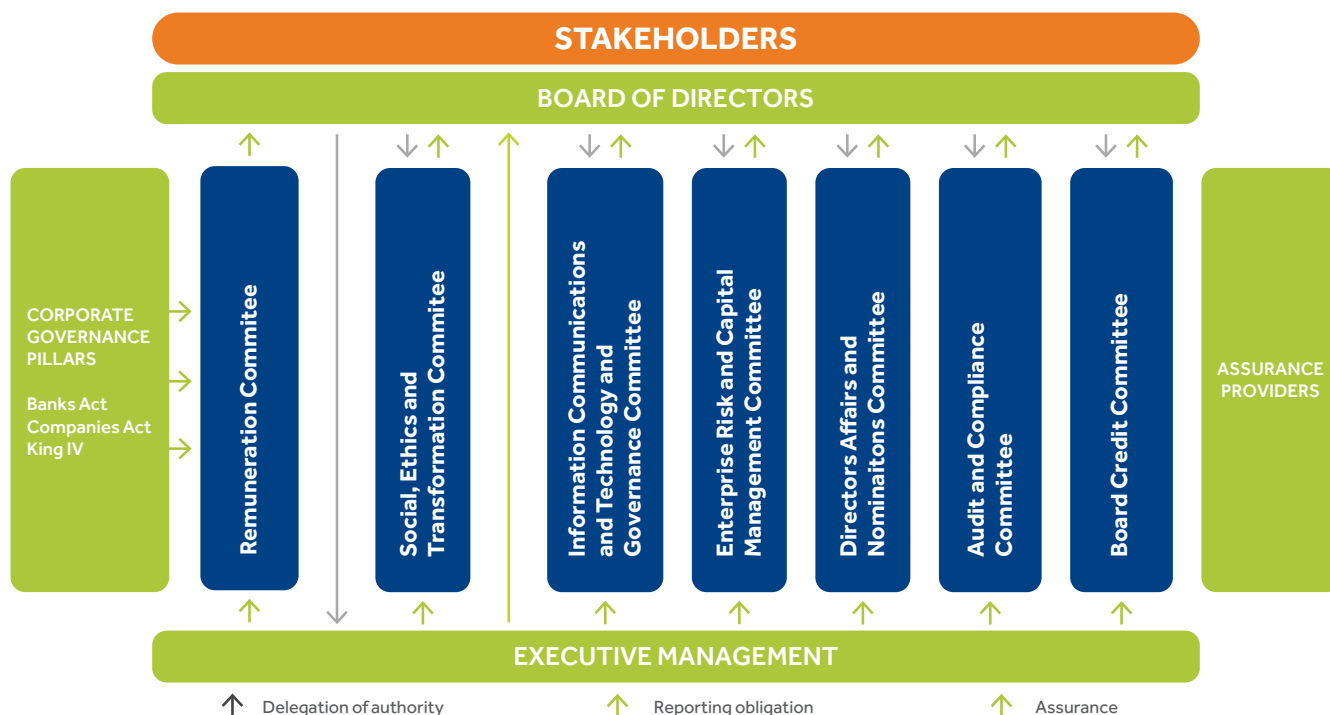 STAKEHOLDERS
BOARD OF DIRECTORS
CORPORATE
GOVERNANCE
PILLARS
Banks Act
Companies Act
King IV
Remuneration Commitee
Social, Ethics and
Transformation Commitee
Information Communications
and Technology and
Governance Committee
Enterprise Risk and Capital
Management Committee
Directors Affairs and
Nominaitons Committee
Audit and Compliance
Committee
Board Credit Committee
ASSURANCE
PROVIDERS
EXECUTIVE MANAGEMENT
Delegation of authority
Reporting obligation
Assurance